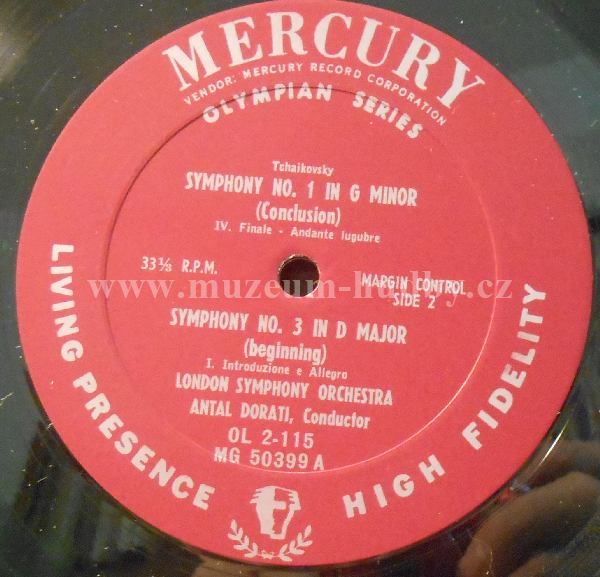 MERCURY
VENDOR: MERCURY RECORD CORPORATION
OLYMPIAN SERIES
Tchaikovsky
SYMPHONY NO. 1 IN G MINOR
(Conclusion)
IV. Finale - Andante lugubre
33⅓ R.P.M.
MARGIN CONTROL
SIDE 2
www.muzeum-hudby.cz
SYMPHONY NO. 3 IN D MAJOR
(beginning)
I. Introduzione e Allegro
LONDON SYMPHONY ORCHESTRA
ANTAL DORATI, Conductor
OL 2-115
MG 50399 A
LIVING PRESENCE
HIGH FIDELITY